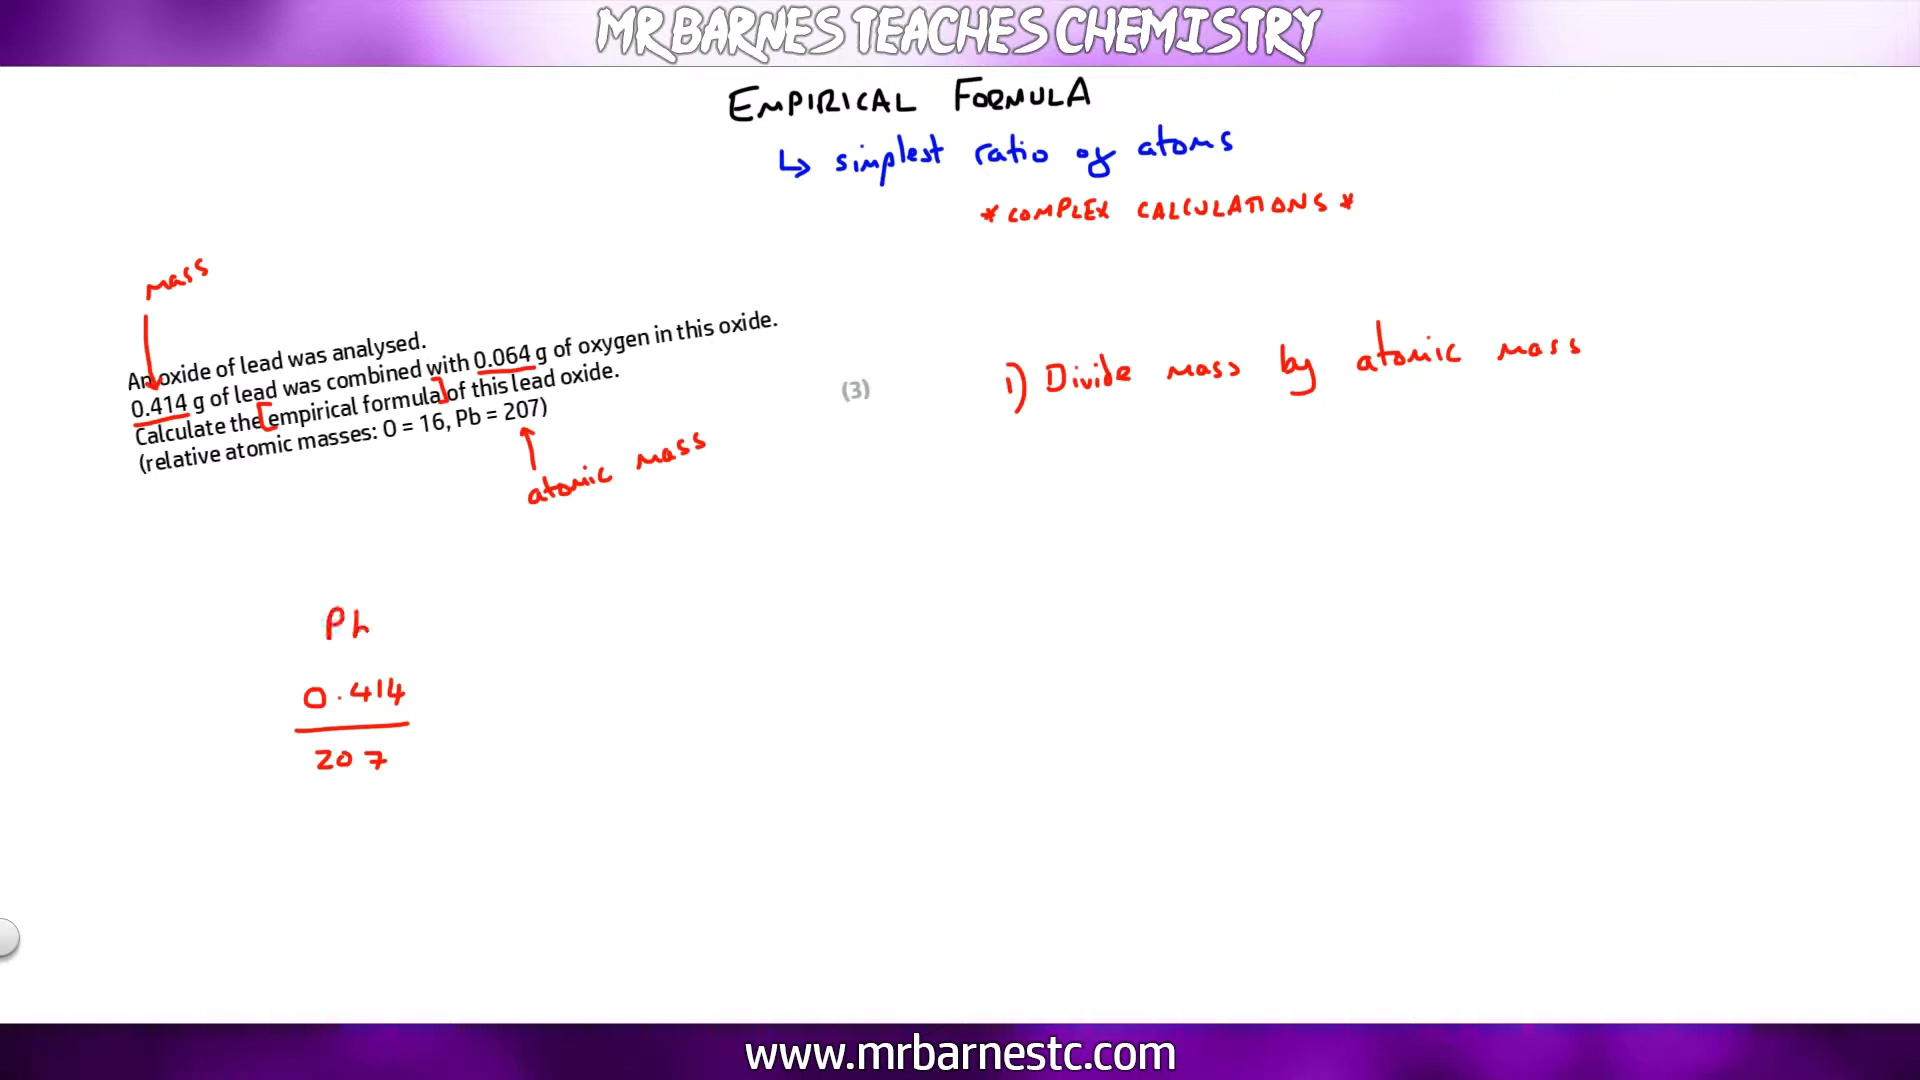 MR BARNES TEACHES CHEMISTRY
EMPIRICAL FORMULA
↳ simplest ratio of atoms
* COMPLEX CALCULATIONS *
mass
An oxide of lead was analysed.
0.414 g of lead was combined with 0.064 g of oxygen in this oxide.
Calculate the [empirical formula] of this lead oxide.
(relative atomic masses: O = 16, Pb = 207)
(3)
atomic mass
1) Divide mass by atomic mass
Pb
0.414
207
www.mrbarnestc.com